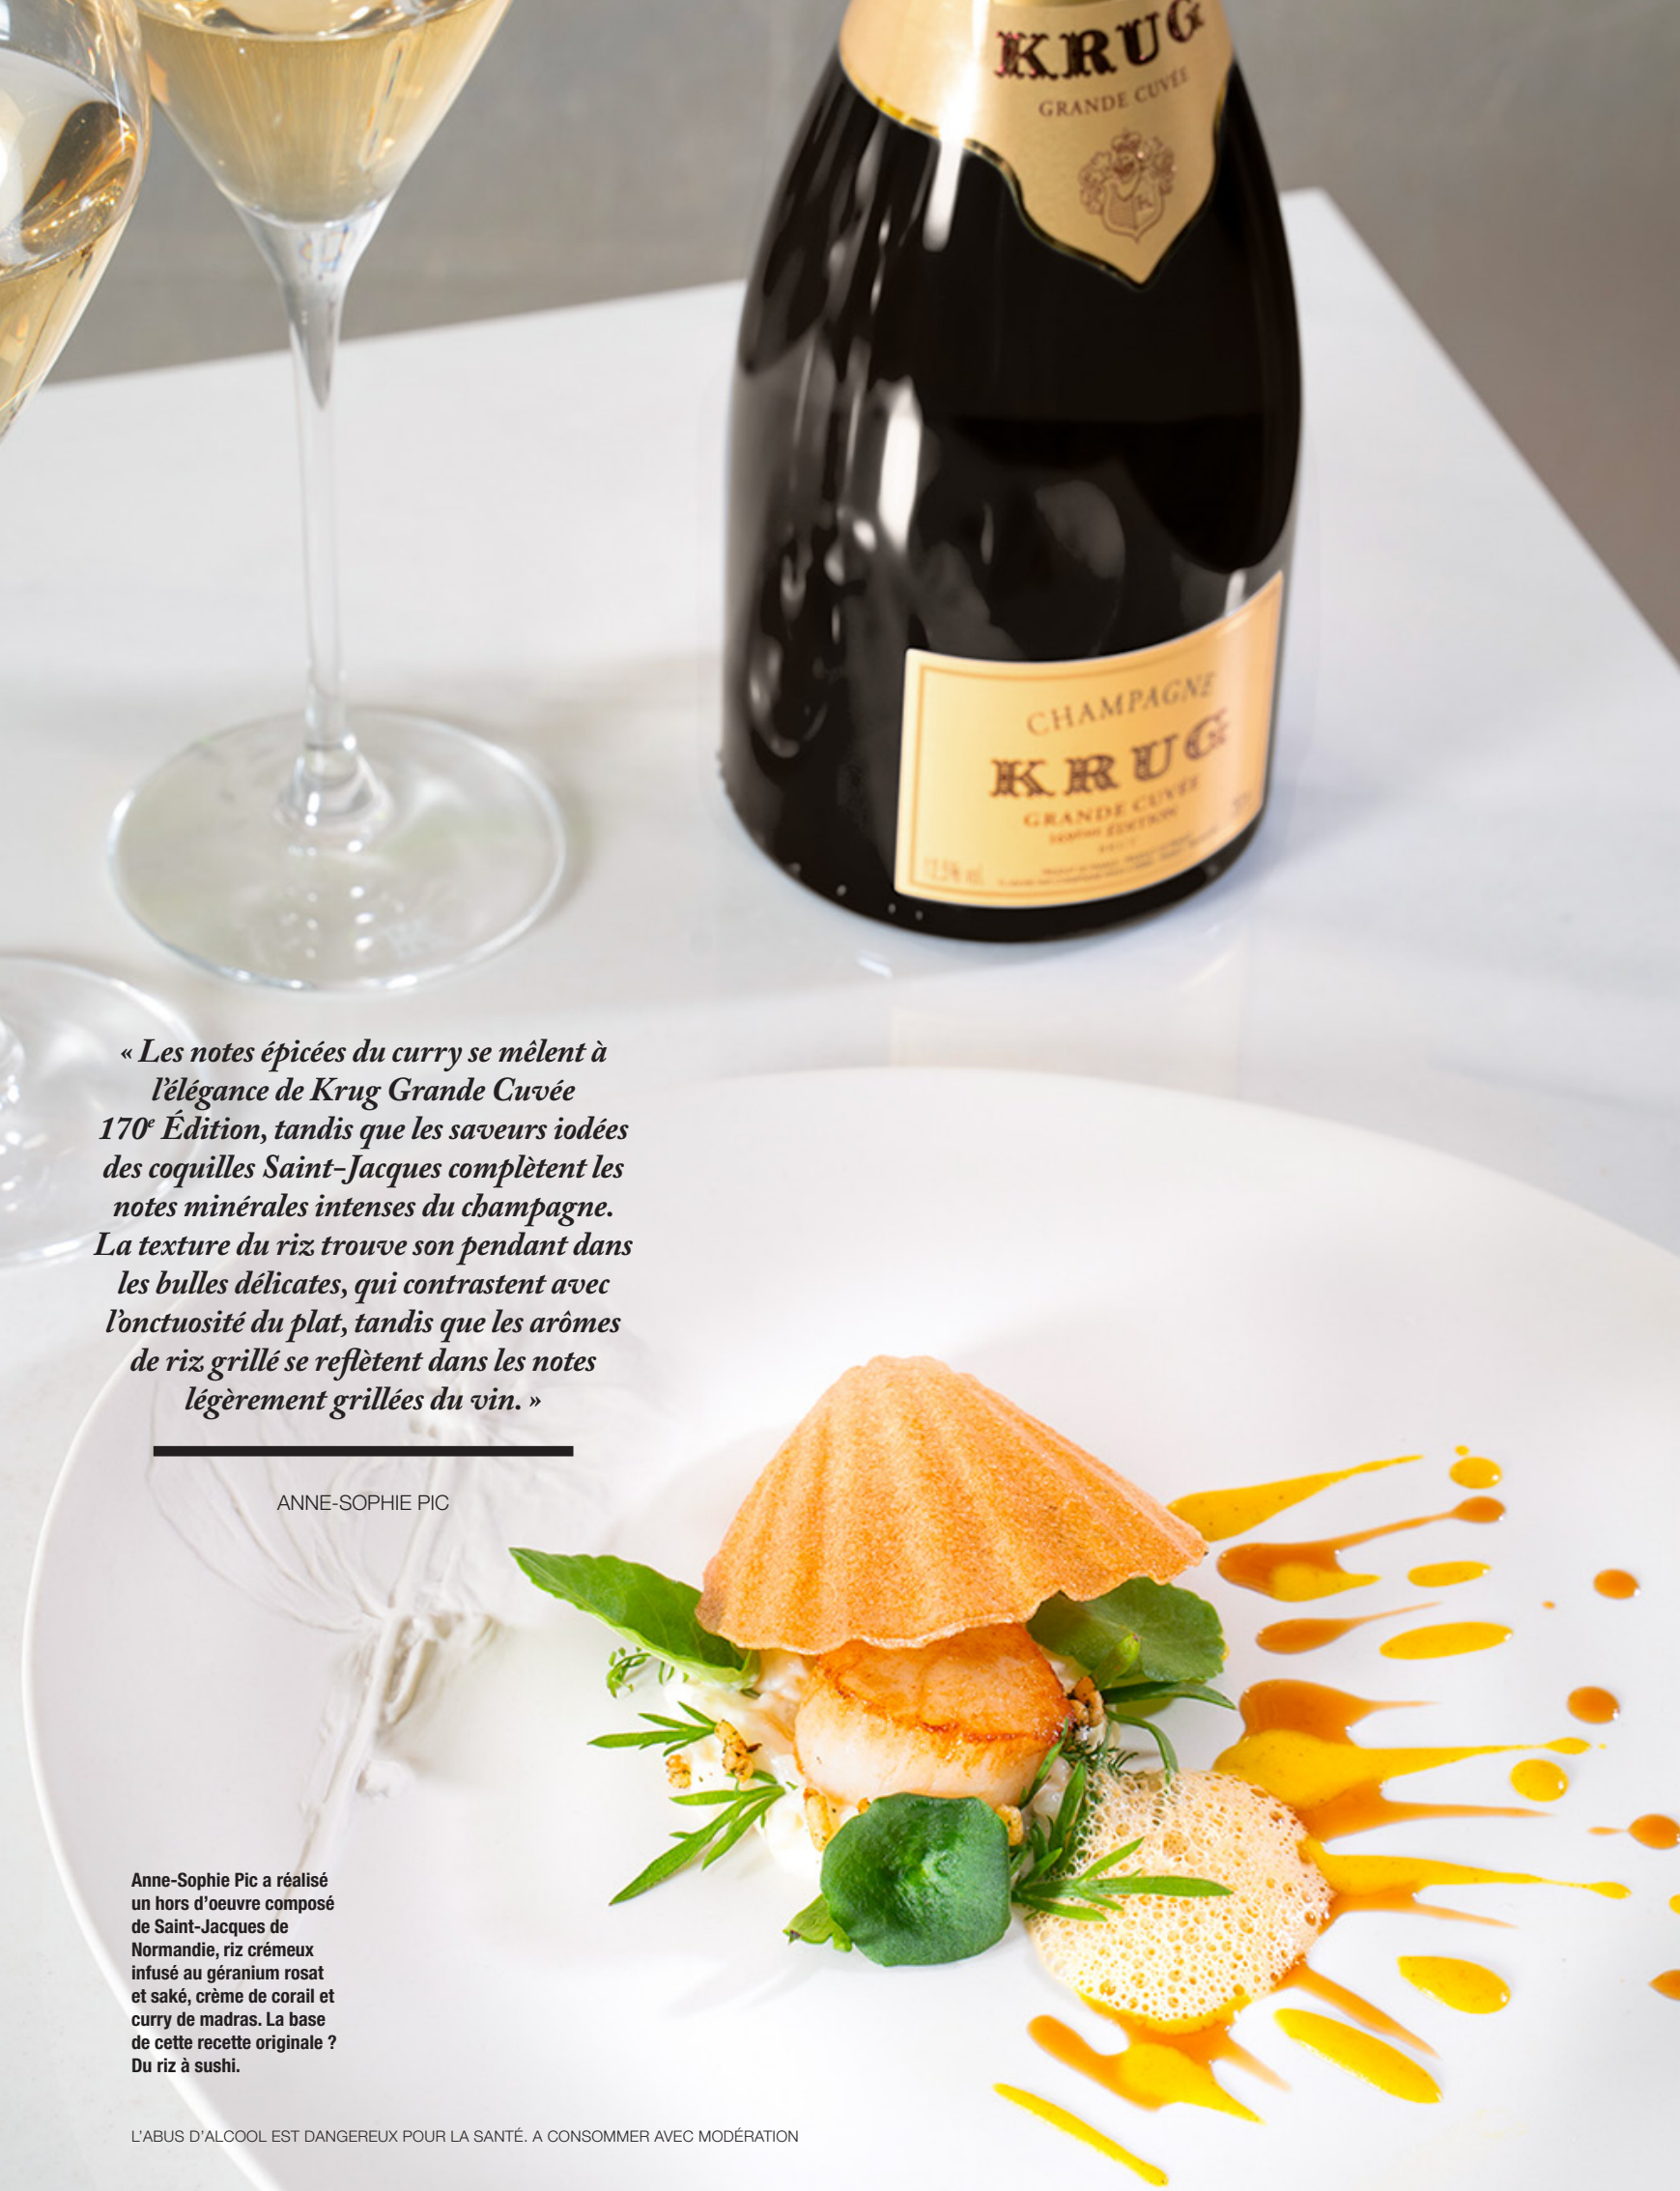 KRUG
GRANDE CUVÉE
CHAMPAGNE
KRUG
GRANDE CUVÉE
ÉDITION
BRUT
12,5% vol.
« Les notes épicées du curry se mêlent à
l’élégance de Krug Grande Cuvée
170e Édition, tandis que les saveurs iodées
des coquilles Saint-Jacques complètent les
notes minérales intenses du champagne.
La texture du riz trouve son pendant dans
les bulles délicates, qui contrastent avec
l’onctuosité du plat, tandis que les arômes
de riz grillé se reflètent dans les notes
légèrement grillées du vin. »
ANNE-SOPHIE PIC
Anne-Sophie Pic a réalisé
un hors d’oeuvre composé
de Saint-Jacques de
Normandie, riz crémeux
infusé au géranium rosat
et saké, crème de corail et
curry de madras. La base
de cette recette originale ?
Du riz à sushi.
L’ABUS D’ALCOOL EST DANGEREUX POUR LA SANTÉ. A CONSOMMER AVEC MODÉRATION